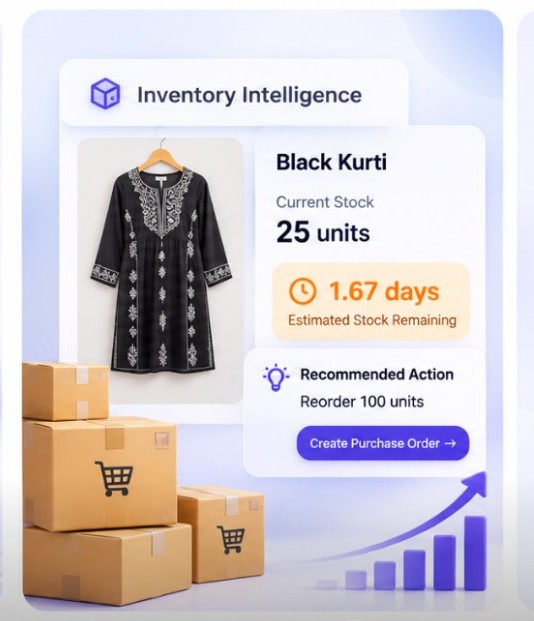 Inventory Intelligence
Black Kurti
Current Stock
25 units
1.67 days
Estimated Stock Remaining
Recommended Action
Reorder 100 units
Create Purchase Order →